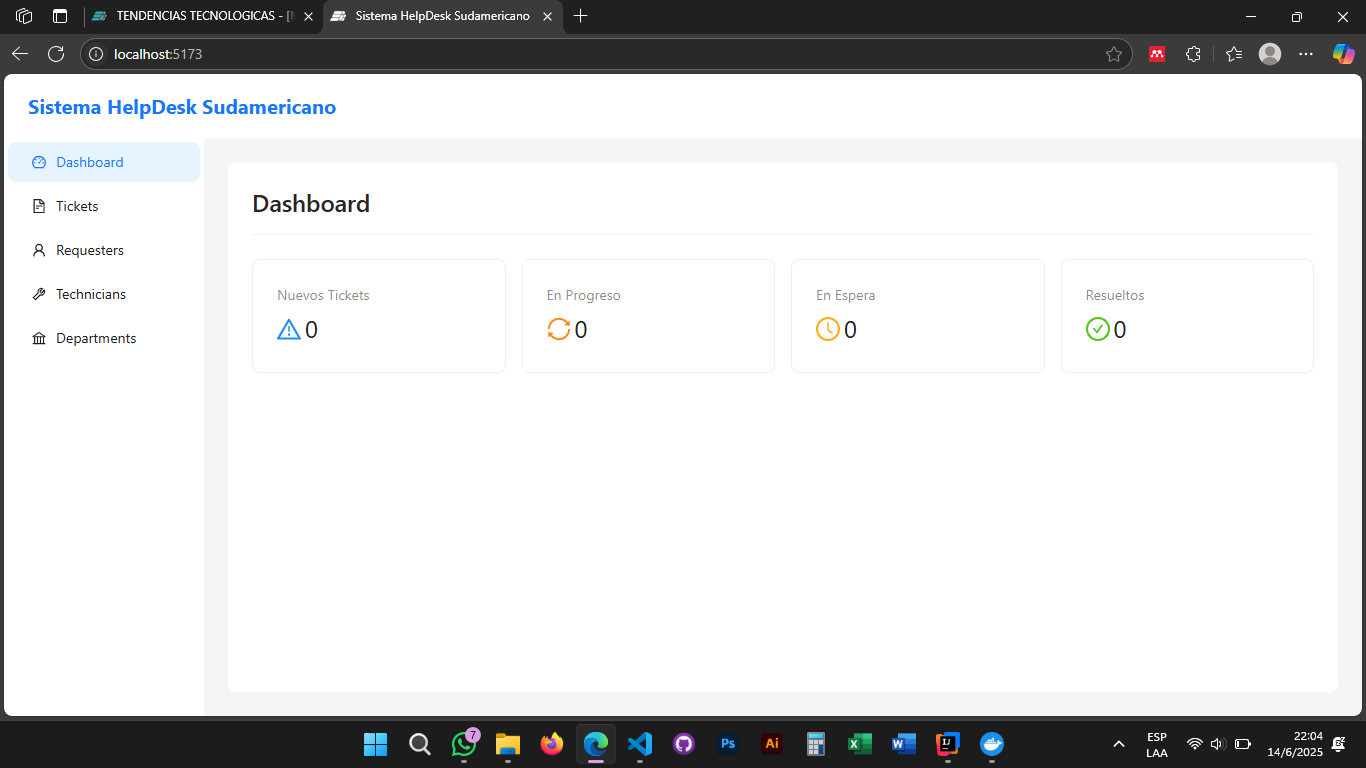 TENDENCIAS TECNOLOGICAS - [
Sistema HelpDesk Sudamericano
localhost:5173
Sistema HelpDesk Sudamericano
Dashboard
Tickets
Requesters
Technicians
Departments
Dashboard
Nuevos Tickets
0
En Progreso
0
En Espera
0
Resueltos
0
7
Ps
Ai
ESP
LAA
22:04
14/6/2025